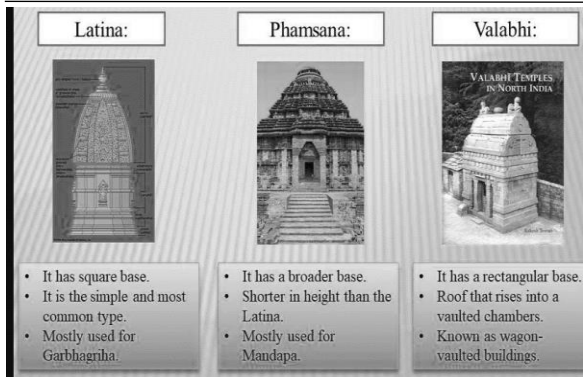 Latina:
Phamsana:
Valabhi:
VALABHI TEMPLES
IN NORTH INDIA
• It has square base.
• It is the simple and most
common type.
• Mostly used for
Garbhagriha.
• It has a broader base.
• Shorter in height than the
Latina.
• Mostly used for
Mandapa.
• It has a rectangular base.
• Roof that rises into a
vaulted chambers.
• Known as wagon-
vaulted buildings.